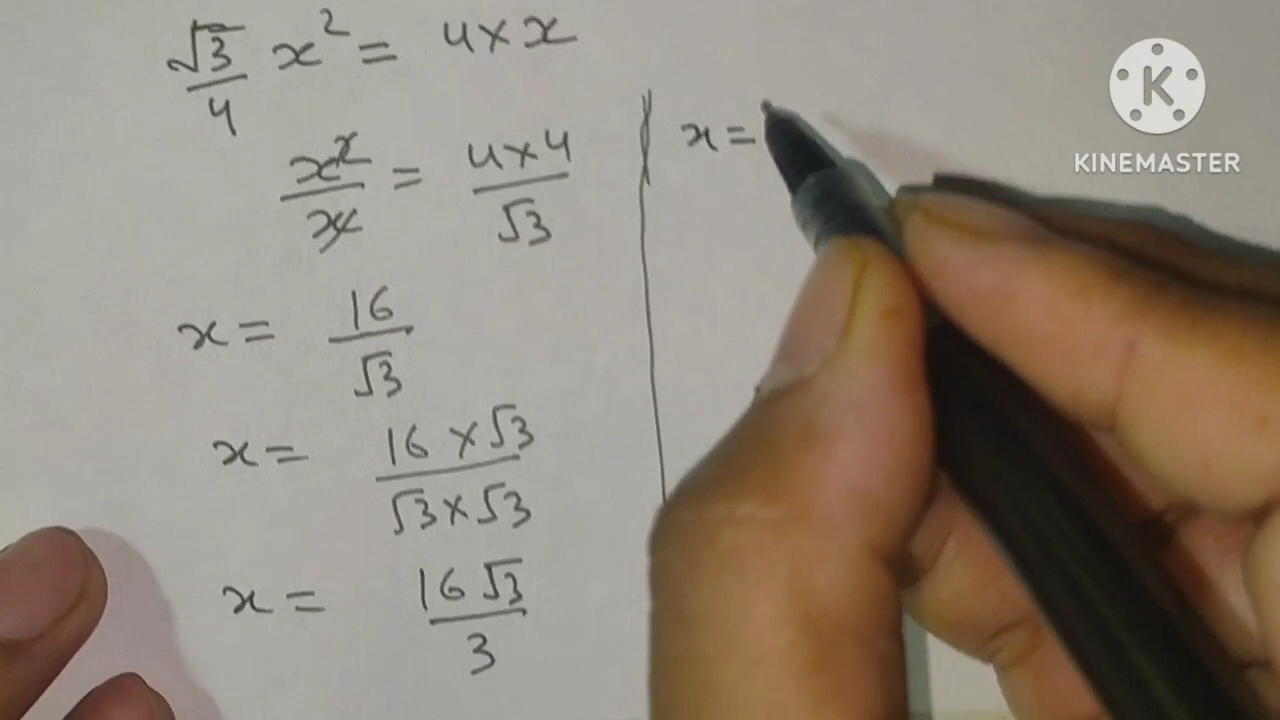 √3/4 x² = 4 × x
x²/x = 4×4/√3
x = 16/√3
x = 16 × √3/√3 × √3
x = 16√3/3
x =
K
KINEMASTER